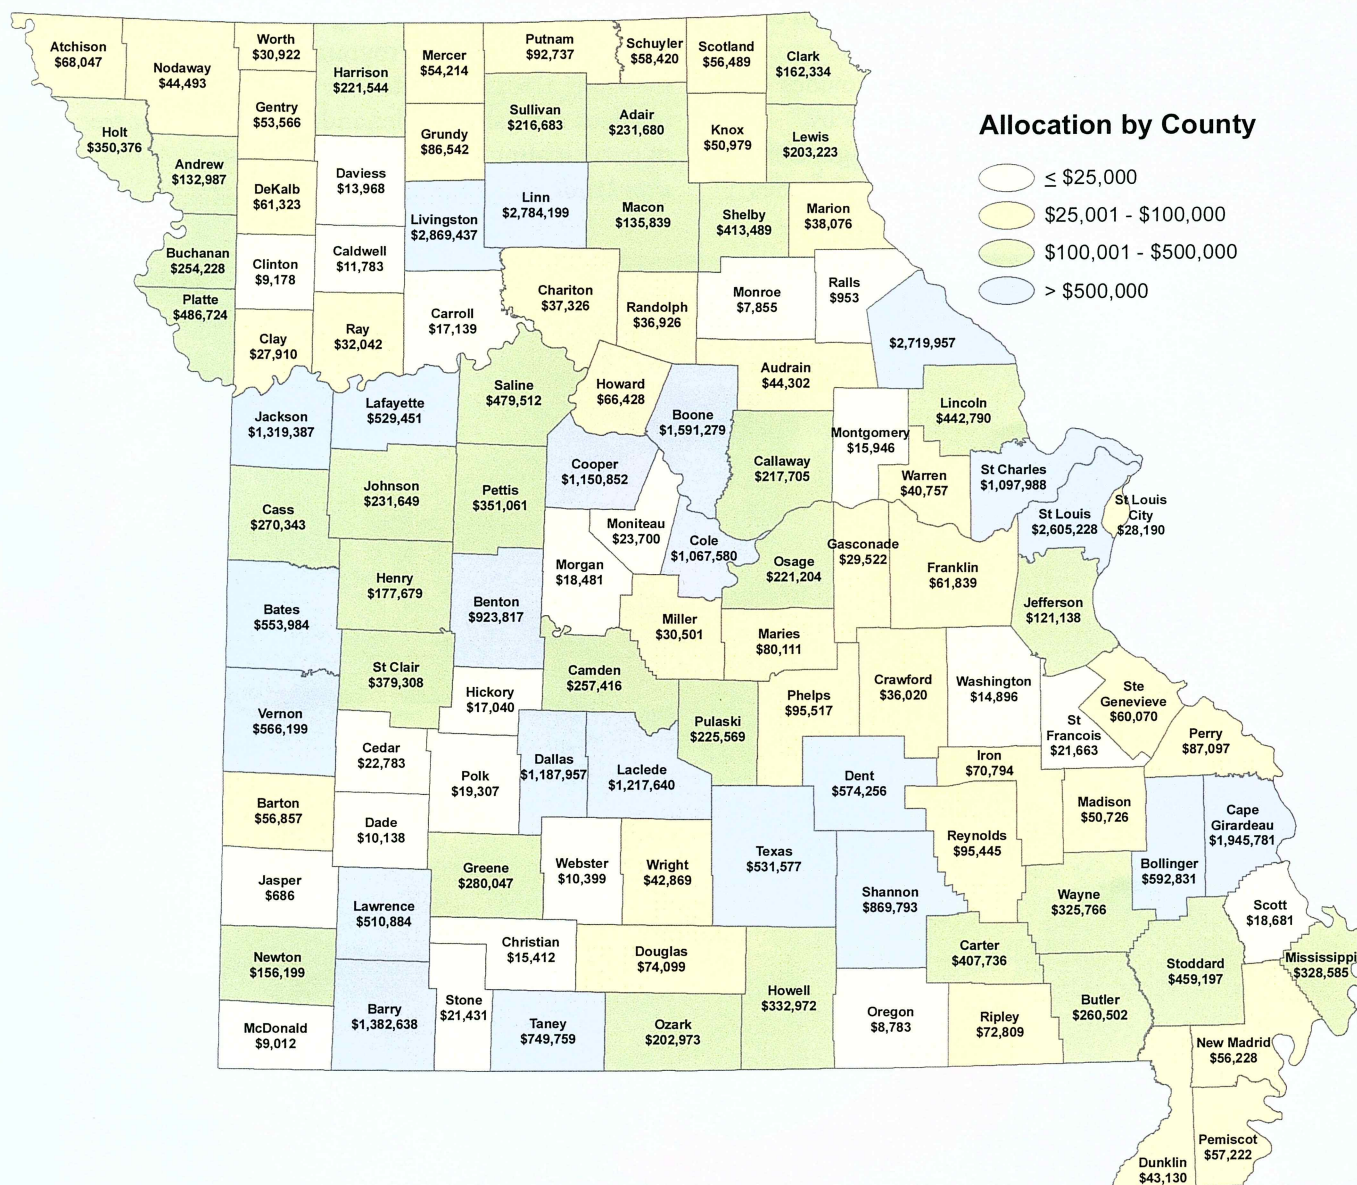 Allocation by County
≤ $25,000
$25,001 - $100,000
$100,001 - $500,000
> $500,000
Atchison
$68,047
Nodaway
$44,493
Worth
$30,922
Harrison
$221,544
Mercer
$54,214
Putnam
$92,737
Schuyler
$58,420
Scotland
$56,489
Clark
$162,334
Holt
$350,376
Andrew
$132,987
Gentry
$53,566
DeKalb
$61,323
Daviess
$13,968
Grundy
$86,542
Sullivan
$216,683
Adair
$231,680
Knox
$50,979
Lewis
$203,223
Livingston
$2,869,437
Linn
$2,784,199
Macon
$135,839
Shelby
$413,489
Marion
$38,076
Buchanan
$254,228
Clinton
$9,178
Caldwell
$11,783
Platte
$486,724
Clay
$27,910
Ray
$32,042
Carroll
$17,139
Chariton
$37,326
Randolph
$36,926
Monroe
$7,855
Ralls
$953
$2,719,957
Jackson
$1,319,387
Lafayette
$529,451
Saline
$479,512
Howard
$66,428
Boone
$1,591,279
Audrain
$44,302
Montgomery
$15,946
Lincoln
$442,790
Callaway
$217,705
Warren
$40,757
St Charles
$1,097,988
St Louis
$2,605,228
St Louis
City
$28,190
Cass
$270,343
Johnson
$231,649
Pettis
$351,061
Cooper
$1,150,852
Moniteau
$23,700
Morgan
$18,481
Cole
$1,067,580
Osage
$221,204
Gasconade
$29,522
Franklin
$61,839
Jefferson
$121,138
Bates
$553,984
Henry
$177,679
Benton
$923,817
Miller
$30,501
Maries
$80,111
St Clair
$379,308
Hickory
$17,040
Camden
$257,416
Pulaski
$225,569
Phelps
$95,517
Crawford
$36,020
Washington
$14,896
St
Francois
$21,663
Ste
Genevieve
$60,070
Perry
$87,097
Vernon
$566,199
Cedar
$22,783
Polk
$19,307
Dallas
$1,187,957
Laclede
$1,217,640
Dent
$574,256
Iron
$70,794
Madison
$50,726
Bollinger
$592,831
Cape
Girardeau
$1,945,781
Barton
$56,857
Dade
$10,138
Greene
$280,047
Webster
$10,399
Wright
$42,869
Texas
$531,577
Reynolds
$95,445
Shannon
$869,793
Wayne
$325,766
Scott
$18,681
Jasper
$686
Lawrence
$510,884
Christian
$15,412
Douglas
$74,099
Howell
$332,972
Carter
$407,736
Stoddard
$459,197
Mississippi
$328,585
Newton
$156,199
McDonald
$9,012
Barry
$1,382,638
Stone
$21,431
Taney
$749,759
Ozark
$202,973
Oregon
$8,783
Ripley
$72,809
Butler
$260,502
New Madrid
$56,228
Pemiscot
$57,222
Dunklin
$43,130